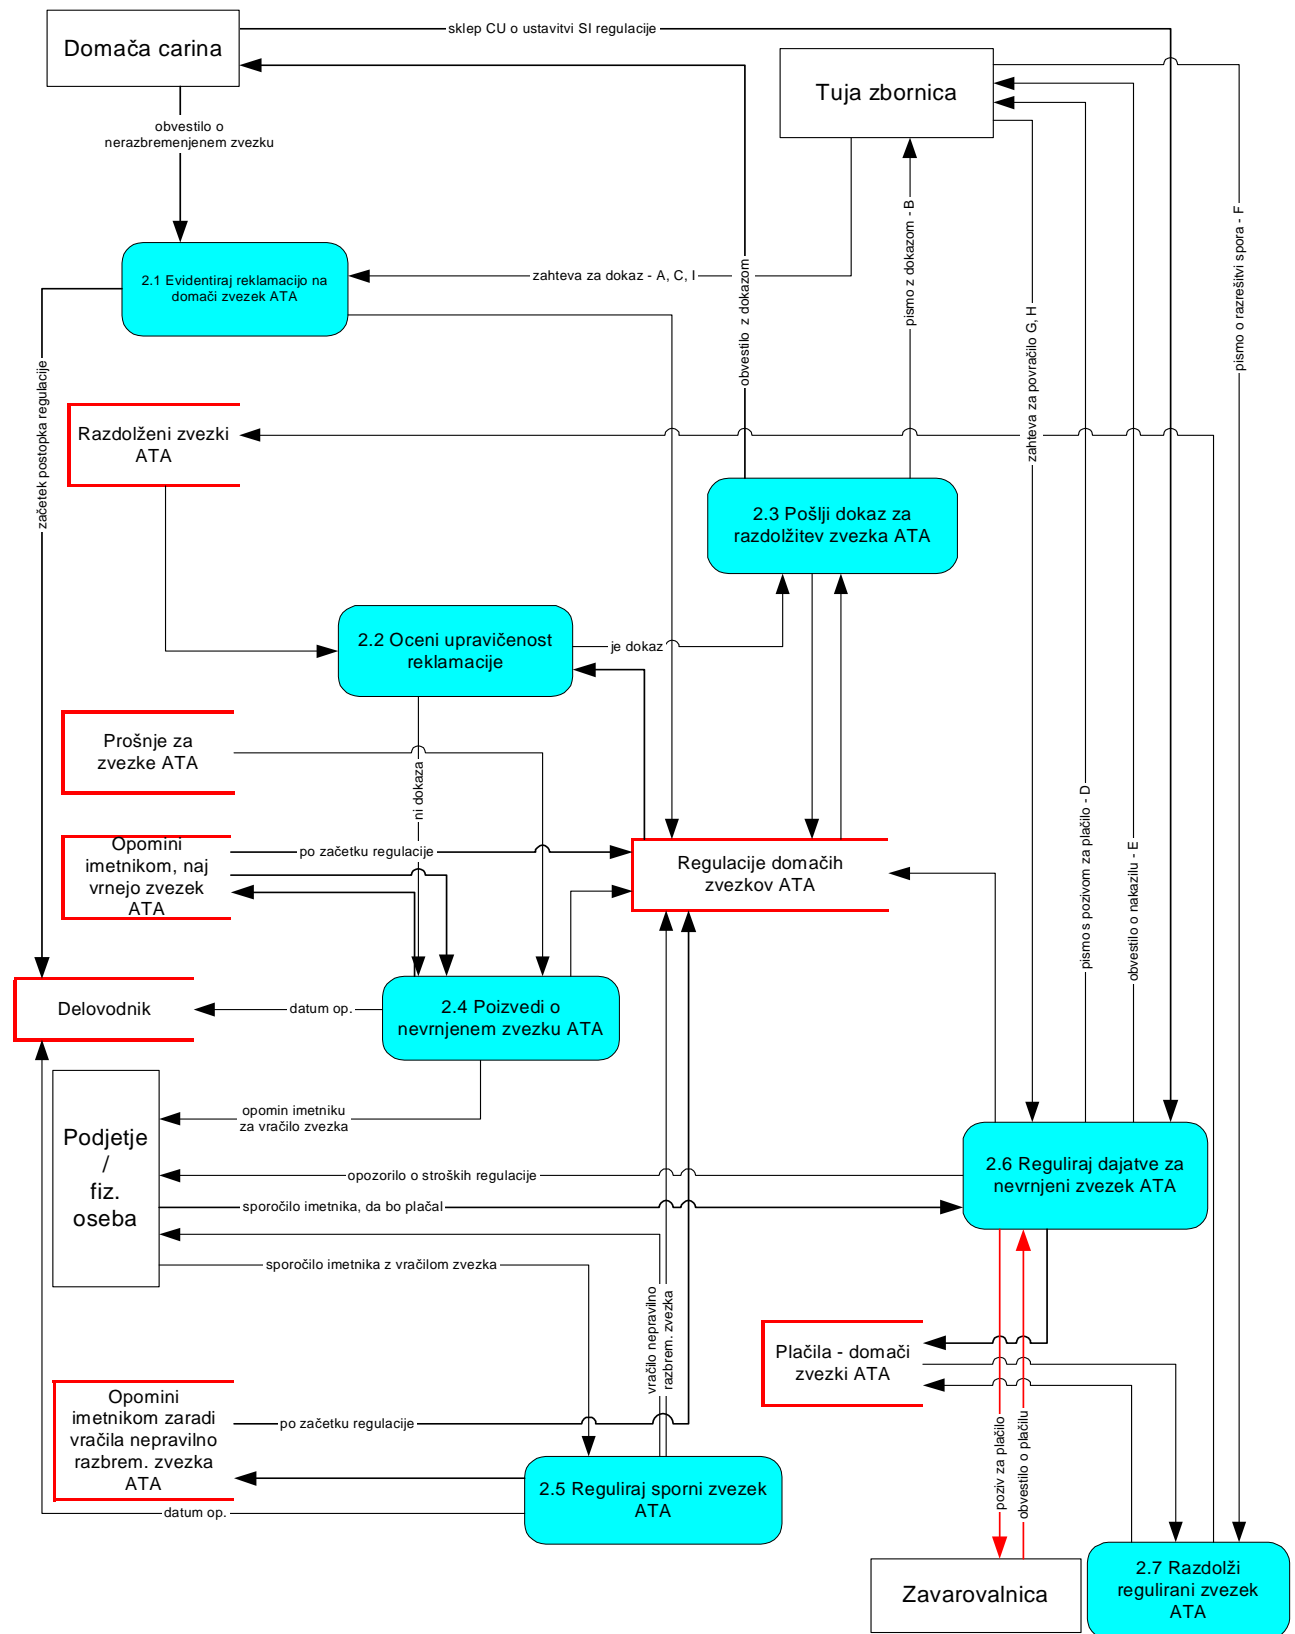 sklep CU o ustavitvi SI regulacije
Domača carina
Tuja zbornica
obvestilo o
nerazbremenjenem zvezku
pismo z dokazom - B
pismo o razrešitvi spora - F
zahteva za dokaz - A, C, I
2.1 Evidentiraj reklamacijo na
domači zvezek ATA
obvestilo  z dokazom
zahteva za povračilo G, H
začetek postopka regulacije
Razdolženi zvezki
ATA
2.3 Pošlji dokaz za
razdolžitev zvezka ATA
2.2 Oceni upravičenost
reklamacije
je dokaz
Prošnje za
zvezke ATA
ni dokaza
pismo s pozivom za plačilo - D
obvestilo o nakazilu - E
Opomini
imetnikom, naj
vrnejo zvezek
ATA
po začetku regulacije
Regulacije domačih
zvezkov ATA
Delovodnik
datum op.
2.4 Poizvedi o
nevrnjenem zvezku ATA
opomin imetniku
za vračilo zvezka
Podjetje
/
fiz.
oseba
opozorilo o stroških regulacije
2.6 Reguliraj dajatve za
nevrnjeni zvezek ATA
sporočilo imetnika, da bo plačal
sporočilo imetnika z vračilom zvezka
vračilo nepravilno
razbrem. zvezka
Plačila - domači
zvezki ATA
Opomini
imetnikom zaradi
vračila nepravilno
razbrem. zvezka
ATA
po začetku regulacije
poziv za plačilo
obvestilo o plačilu
2.5 Reguliraj sporni zvezek
ATA
datum op.
Zavarovalnica
2.7 Razdolži
regulirani zvezek
ATA